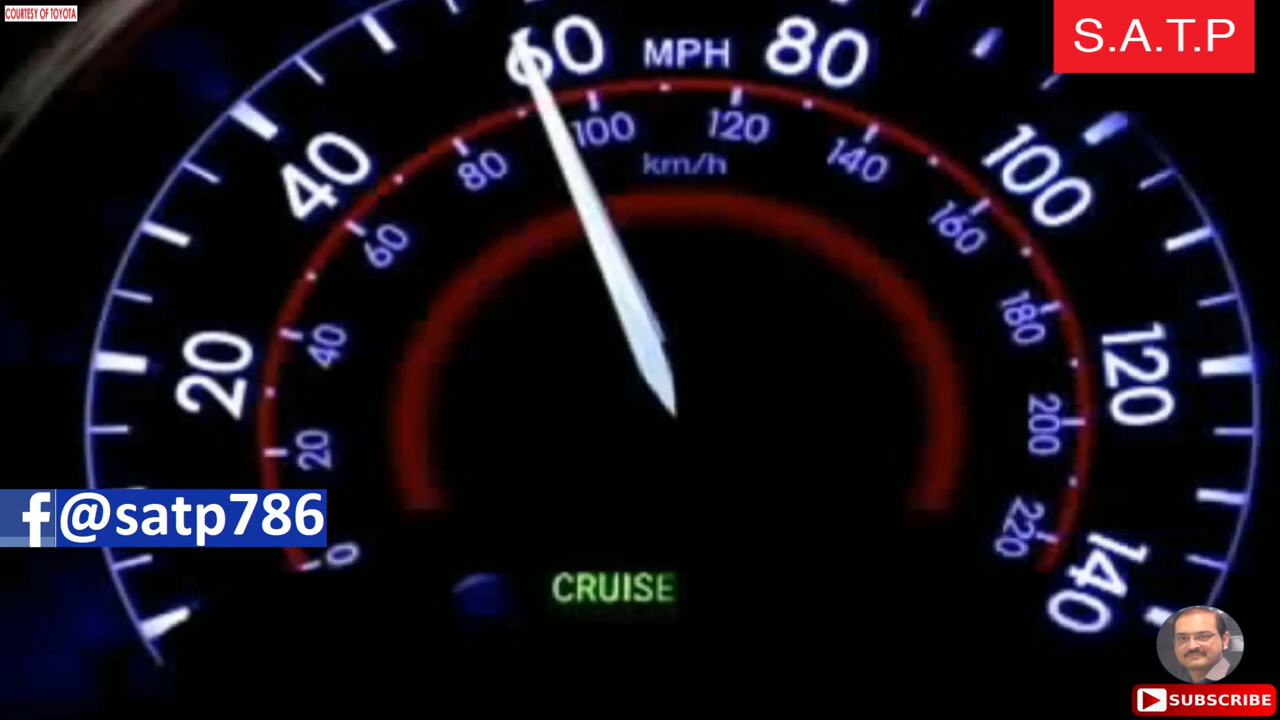 COURTESY OF TOYOTA
S.A.T.P
60 MPH 80
40 100
100 120
80 km/h 140
60 160
20 40 180 120
20 200
f@satp786
0 220
CRUISE
140
SUBSCRIBE